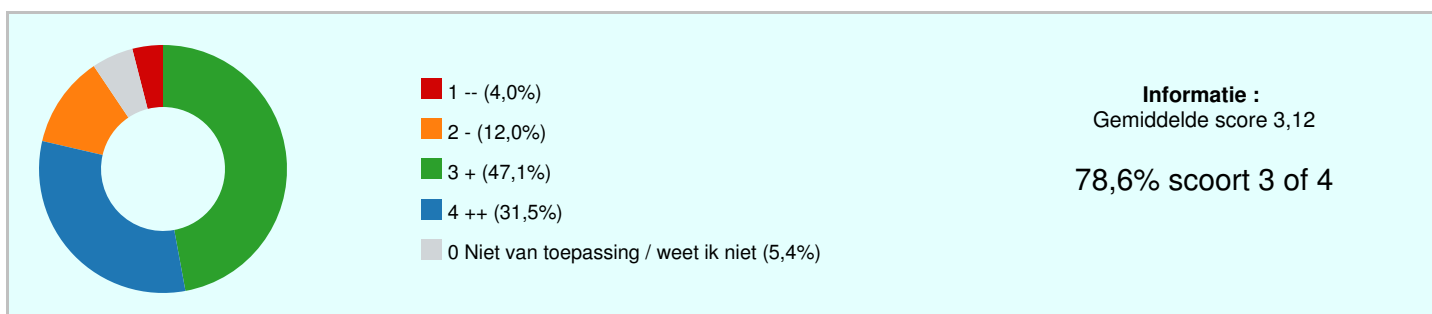 1 -- (4,0%)
2 - (12,0%)
3 + (47,1%)
4 ++ (31,5%)
0 Niet van toepassing / weet ik niet (5,4%)
Informatie :
Gemiddelde score 3,12
78,6% scoort 3 of 4